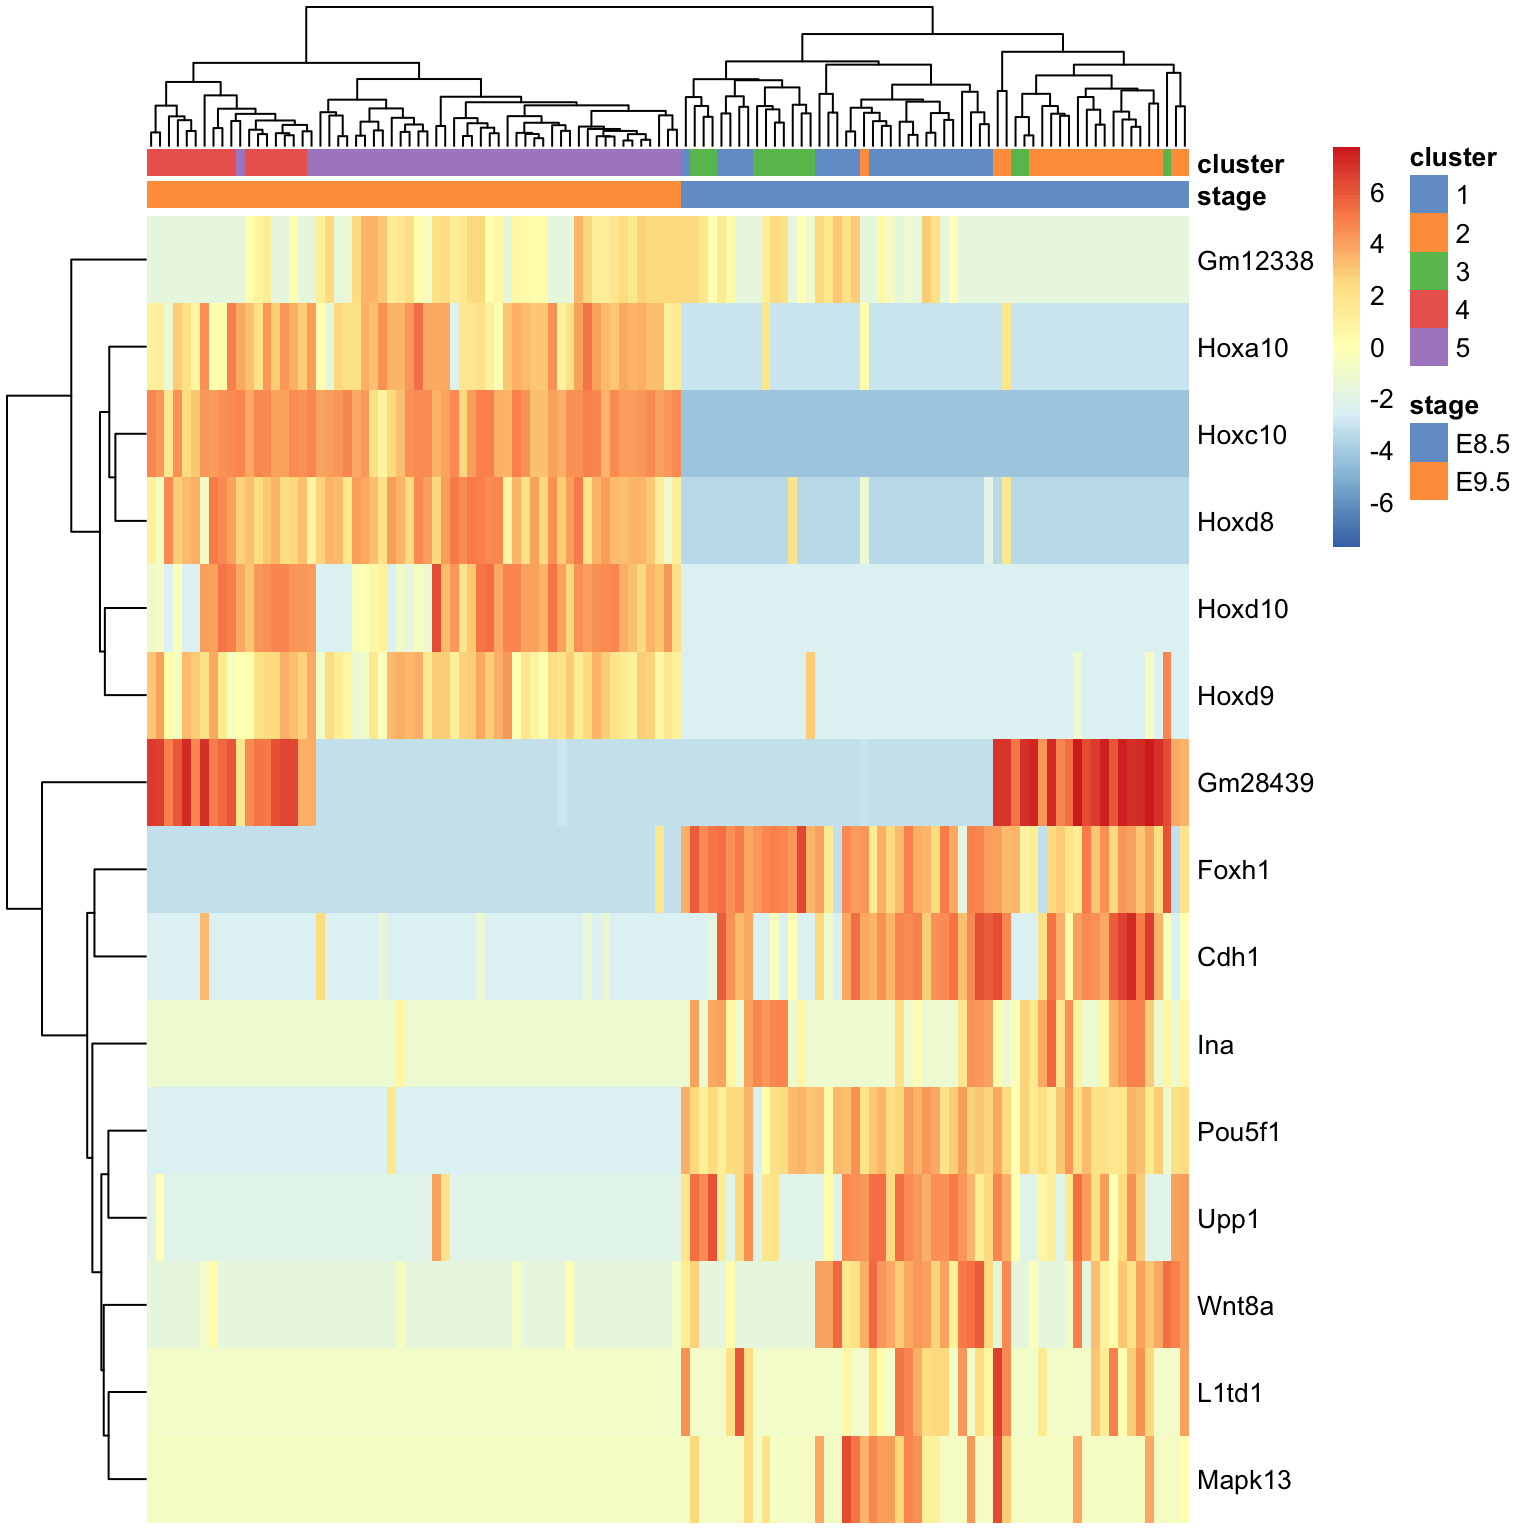 cluster
stage
Gm12338
Hoxa10
Hoxc10
Hoxd8
Hoxd10
Hoxd9
Gm28439
Foxh1
Cdh1
Ina
Pou5f1
Upp1
Wnt8a
L1td1
Mapk13
6
4
2
0
-2
-4
-6
cluster
1
2
3
4
5
stage
E8.5
E9.5